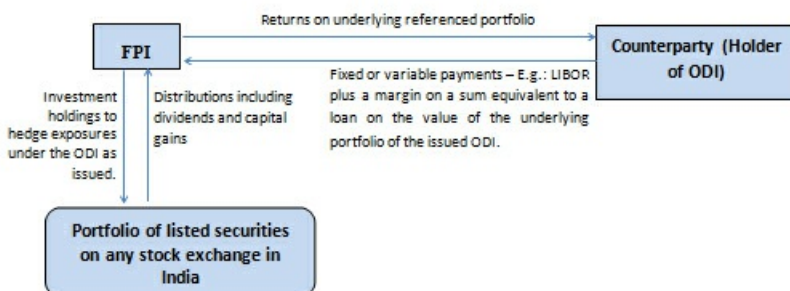 Returns on underlying referenced portfolio
FPI
Counterparty (Holder
of ODI)
Fixed or variable payments – E.g.: LIBOR
plus a margin on a sum equivalent to a
loan on the value of the underlying
portfolio of the issued ODI.
Investment
holdings to
hedge exposures
under the ODI as
issued.
Distributions including
dividends and capital
gains
Portfolio of listed securities
on any stock exchange in
India